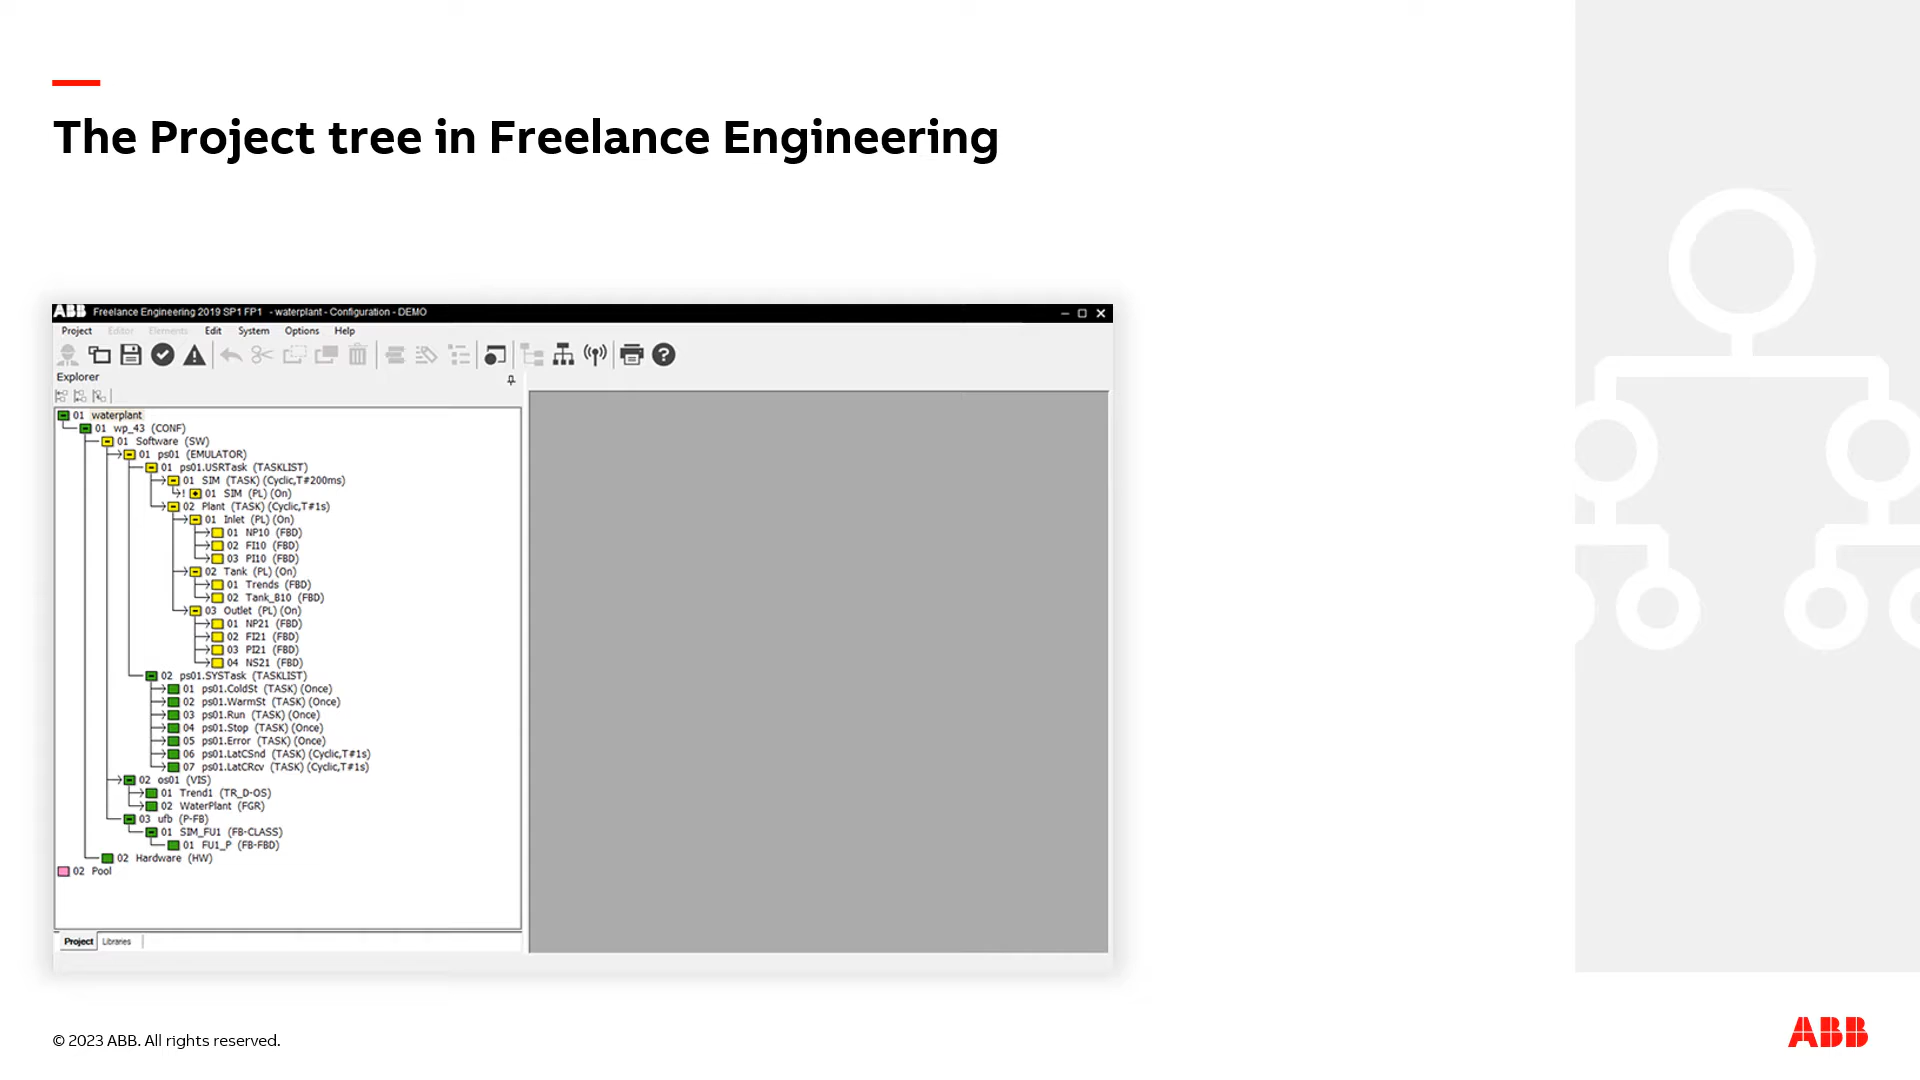 The Project tree in Freelance Engineering
ABB Freelance Engineering 2019 SP1 FP1 - waterplant - Configuration - DEMO
Project Editor Elements Edit System Options Help
Explorer
01 waterplant
01 wp_43 (CONF)
01 Software (SW)
01 ps01 (EMULATOR)
01 ps01.USRTask (TASKLIST)
01 SIM (TASK) (Cyclic,T#200ms)
! 01 SIM (PL) (On)
02 Plant (TASK) (Cyclic,T#1s)
01 Inlet (PL) (On)
01 NP10 (FBD)
02 FI10 (FBD)
03 PI10 (FBD)
02 Tank (PL) (On)
01 Trends (FBD)
02 Tank_B10 (FBD)
03 Outlet (PL) (On)
01 NP21 (FBD)
02 FI21 (FBD)
03 PI21 (FBD)
04 NS21 (FBD)
02 ps01.SYSTask (TASKLIST)
01 ps01.ColdSt (TASK) (Once)
02 ps01.WarmSt (TASK) (Once)
03 ps01.Run (TASK) (Once)
04 ps01.Stop (TASK) (Once)
05 ps01.Error (TASK) (Once)
06 ps01.LatCSnd (TASK) (Cyclic,T#1s)
07 ps01.LatCRcv (TASK) (Cyclic,T#1s)
02 os01 (VIS)
01 Trend1 (TR_D-OS)
02 WaterPlant (FGR)
03 ufb (P-FB)
01 SIM_FU1 (FB-CLASS)
01 FU1_P (FB-FBD)
02 Hardware (HW)
02 Pool
Project Libraries
© 2023 ABB. All rights reserved.
ABB